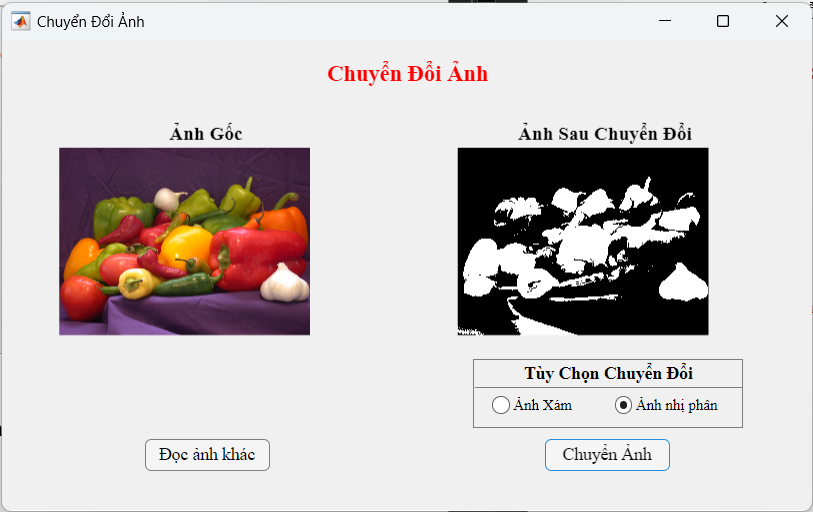 Chuyển Đổi Ảnh
Chuyển Đổi Ảnh
Ảnh Gốc
Ảnh Sau Chuyển Đổi
Tùy Chọn Chuyển Đổi
Ảnh Xám
Ảnh nhị phân
Đọc ảnh khác
Chuyển Ảnh